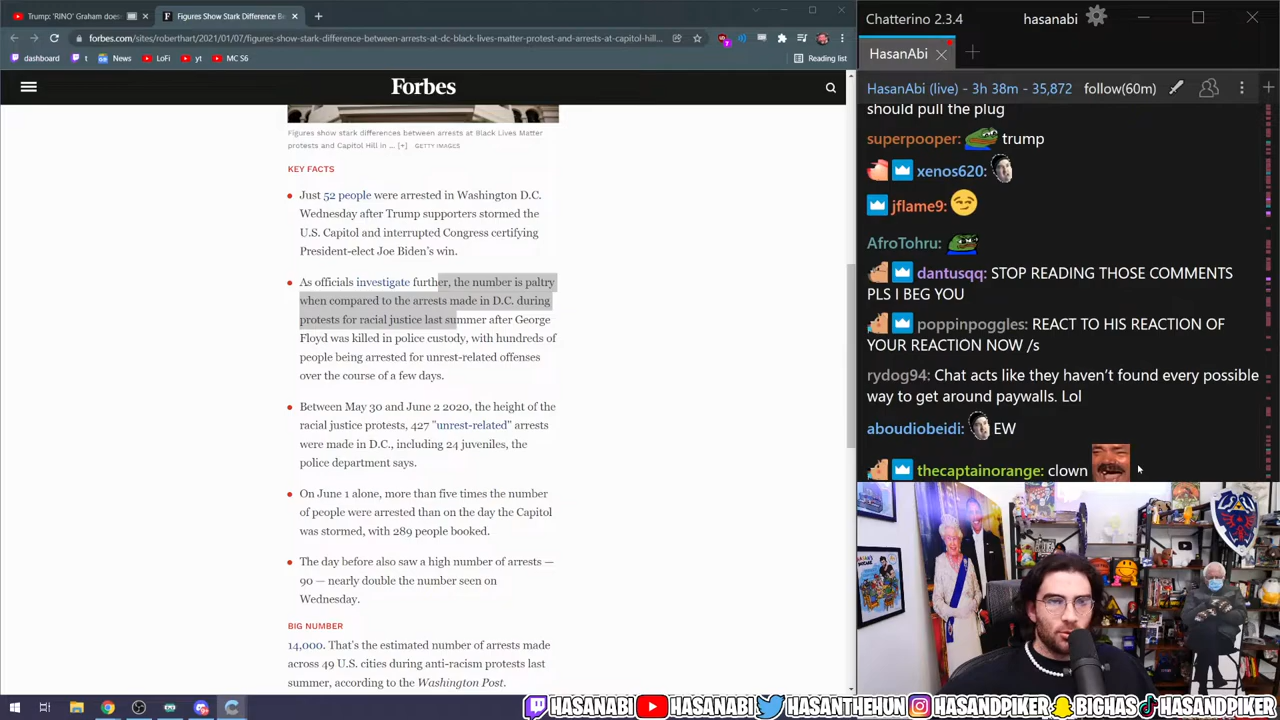 Trump: 'RINO' Graham does
Figures Show Stark Difference Be
forbes.com/sites/roberthart/2021/01/07/figures-show-stark-difference-between-arrests-at-dc-black-lives-matter-protest-and-arrests-at-capitol-hill...
dashboard
t
News
LoFi
yt
MC S6
Reading list
Forbes
Figures show stark differences between arrests at Black Lives Matter
protests and Capitol Hill in ... [+] GETTY IMAGES
KEY FACTS
Just 52 people were arrested in Washington D.C.
Wednesday after Trump supporters stormed the
U.S. Capitol and interrupted Congress certifying
President-elect Joe Biden's win.
As officials investigate further, the number is paltry
when compared to the arrests made in D.C. during
protests for racial justice last summer after George
Floyd was killed in police custody, with hundreds of
people being arrested for unrest-related offenses
over the course of a few days.
Between May 30 and June 2 2020, the height of the
racial justice protests, 427 "unrest-related" arrests
were made in D.C., including 24 juveniles, the
police department says.
On June 1 alone, more than five times the number
of people were arrested than on the day the Capitol
was stormed, with 289 people booked.
The day before also saw a high number of arrests —
90 — nearly double the number seen on
Wednesday.
BIG NUMBER
14,000. That's the estimated number of arrests made
across 49 U.S. cities during anti-racism protests last
summer, according to the Washington Post.
Chatterino 2.3.4
hasanabi
HasanAbi
HasanAbi (live) - 3h 38m - 35,872
follow(60m)
should pull the plug
superpooper: trump
xenos620:
jflame9:
AfroTohru:
dantusqq: STOP READING THOSE COMMENTS
PLS I BEG YOU
poppinpoggles: REACT TO HIS REACTION OF
YOUR REACTION NOW /s
rydog94: Chat acts like they haven't found every possible
way to get around paywalls. Lol
aboudiobeidi: EW
thecaptainorange: clown
HASANABI
HASANABI
HASANTHEHUN
HASANDPIKER
BIGHAS
HASANDPIKER